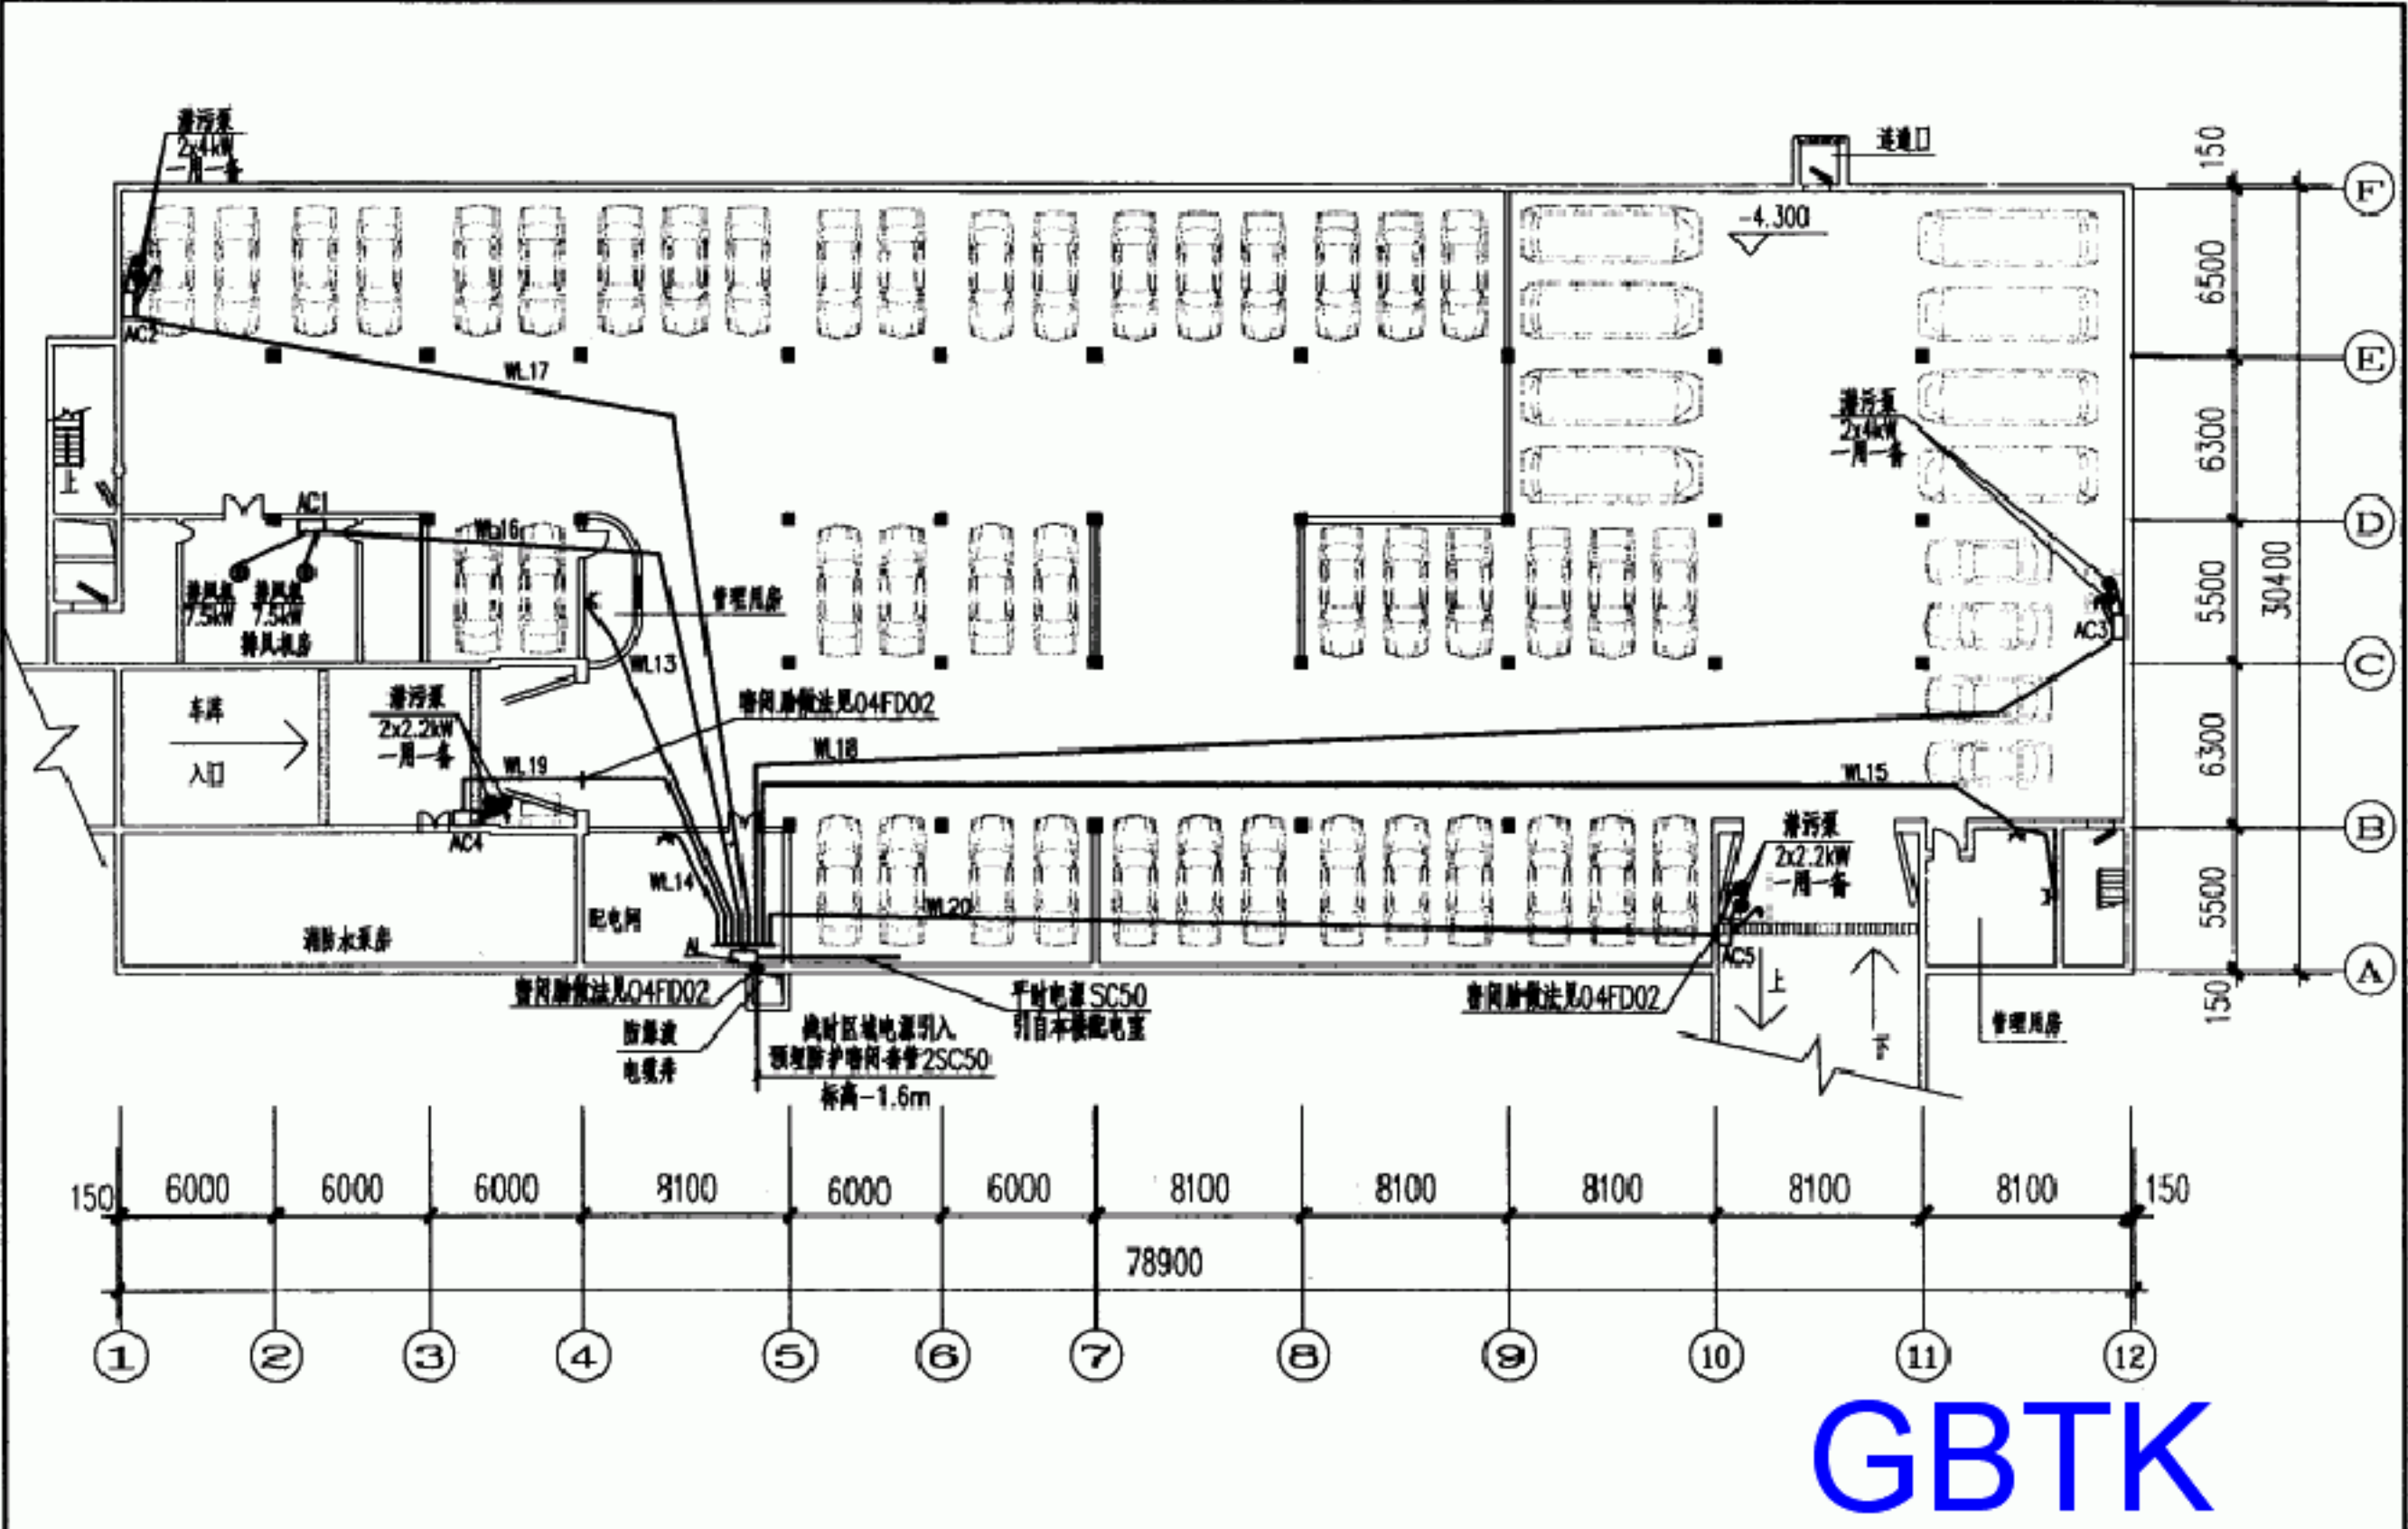 潜污泵
2x4kW
一用一备
连通口
150
F
-4.300
6500
AC2
E
WL17
潜污泵
2x4kW
一用一备
6300
上
AC1
D
WL16
排风机
7.5kW
排风机
7.5kW
排风机房
管理用房
5500
30400
AC3
WL13
C
车库
入口
潜污泵
2x2.2kW
一用一备
密闭肋做法见04FD02
WL18
WL19
WL15
6300
AC4
潜污泵
2x2.2kW
一用一备
B
WL14
配电间
消防水泵房
AL
WL20
5500
AC5
A
密闭肋做法见04FD02
防爆波
电缆井
战时区域电源引入
预埋防护密闭套管2SC50
标高-1.6m
平时电源SC50
引自本楼配电室
密闭肋做法见04FD02
上
管理用房
150
150
6000
6000
6000
8100
6000
6000
8100
8100
8100
8100
8100
150
78900
1
2
3
4
5
6
7
8
9
10
11
12
GBTK